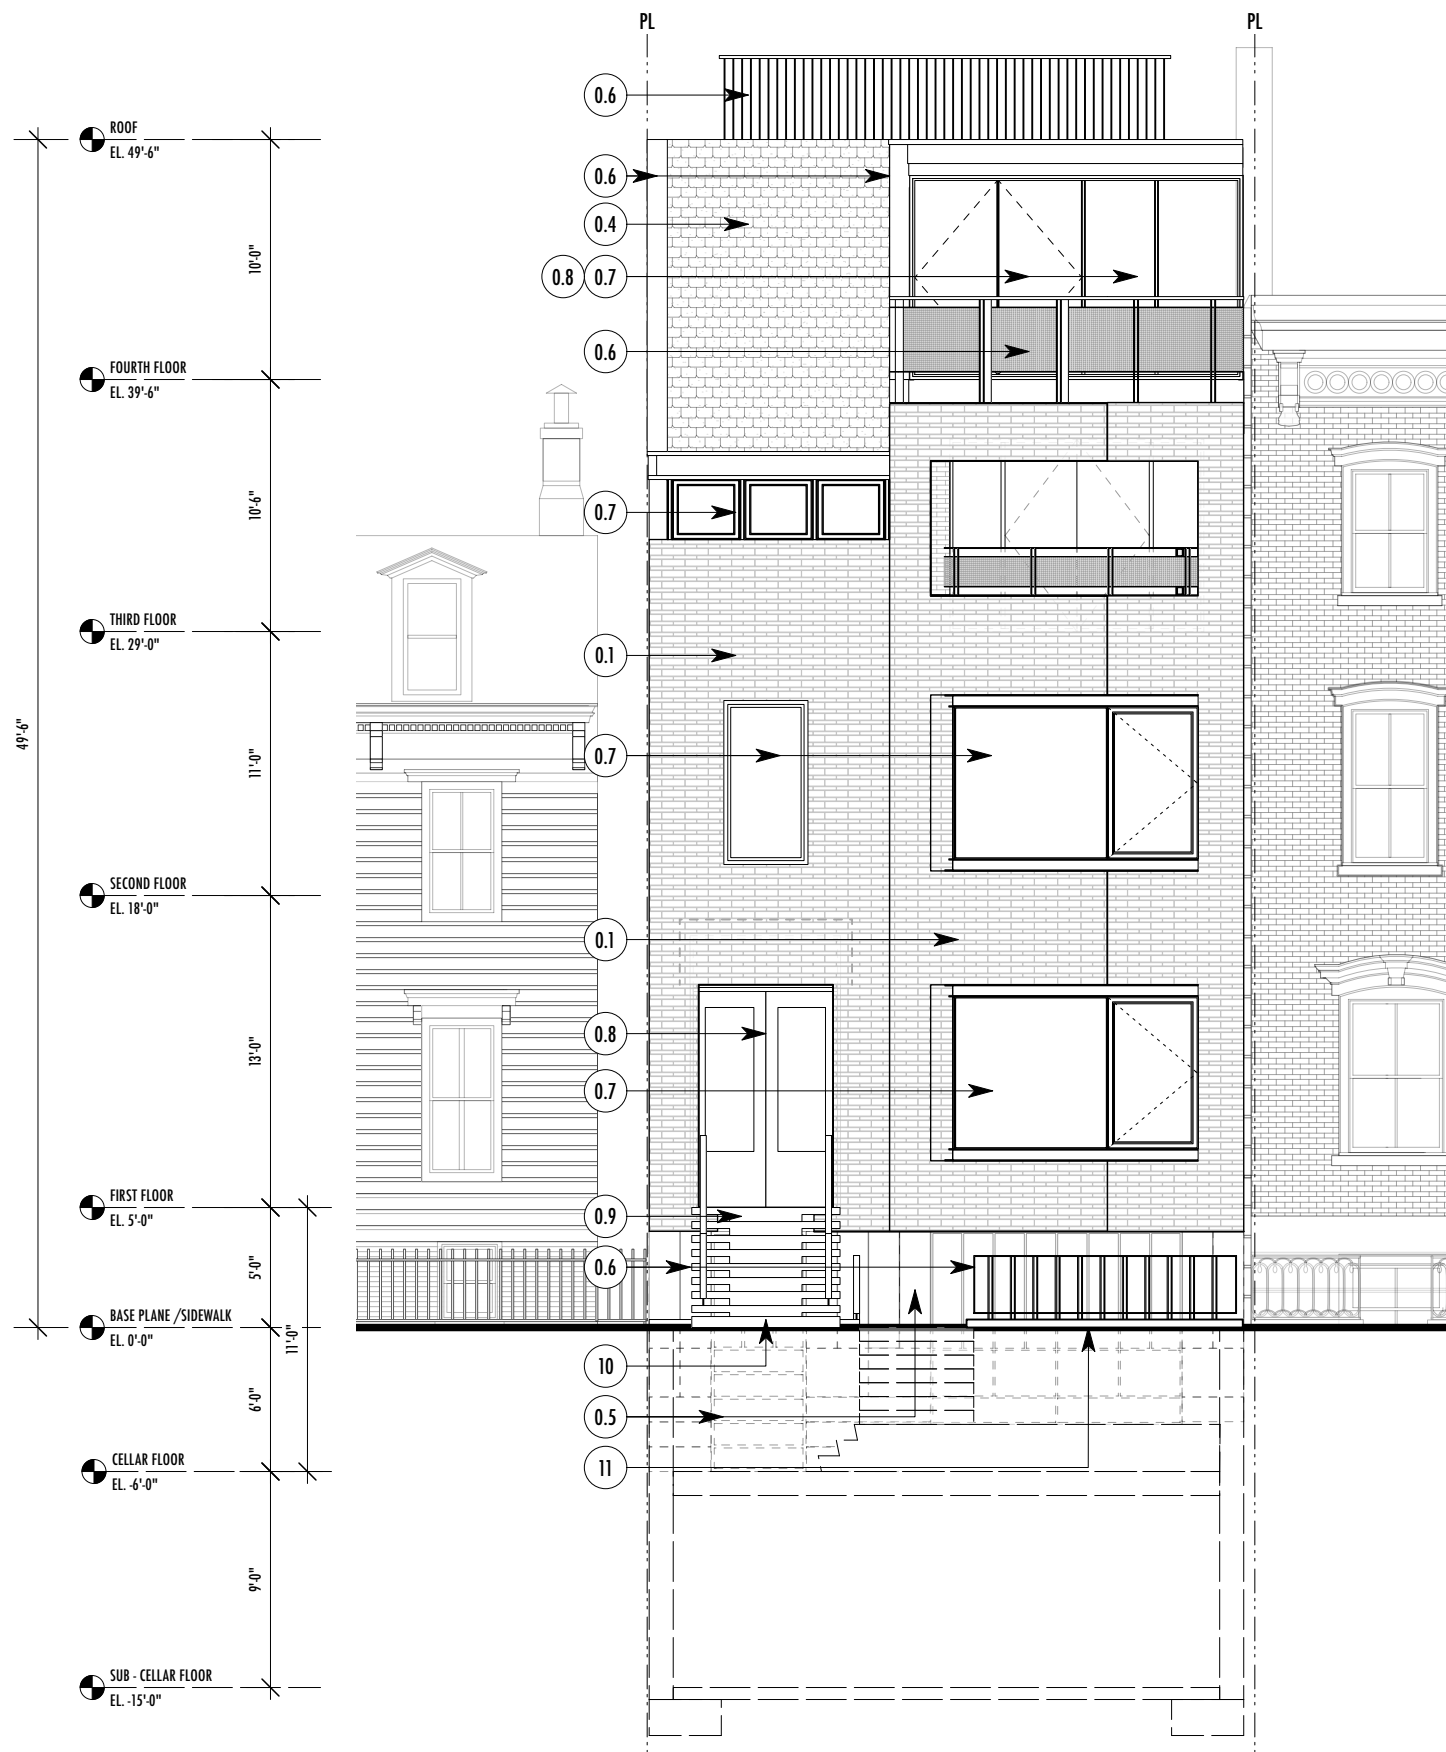 PL
PL
0.6
ROOF
EL. 49'-6"
0.6
0.4
10'-0"
0.8
0.7
0.6
FOURTH FLOOR
EL. 39'-6"
10'-6"
0.7
THIRD FLOOR
EL. 29'-0"
0.1
49'-6"
11'-0"
0.7
SECOND FLOOR
EL. 18'-0"
0.1
0.8
13'-0"
0.7
FIRST FLOOR
EL. 5'-0"
0.9
5'-0"
0.6
BASE PLANE /SIDEWALK
EL. 0'-0"
11'-0"
10
6'-0"
0.5
CELLAR FLOOR
EL. -6'-0"
11
9'-0"
SUB - CELLAR FLOOR
EL. -15'-0"